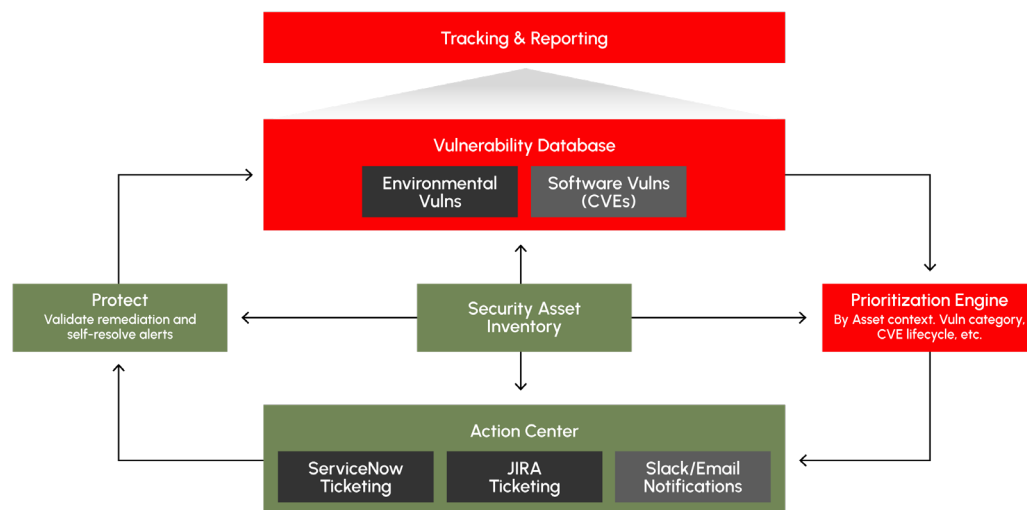 Tracking & Reporting
Vulnerability Database
Environmental
Vulns
Software Vulns
(CVEs)
Protect
Validate remediation and
self-resolve alerts
Security Asset
Inventory
Prioritization Engine
By Asset context. Vuln category,
CVE lifecycle, etc.
Action Center
ServiceNow
Ticketing
JIRA
Ticketing
Slack/Email
Notifications